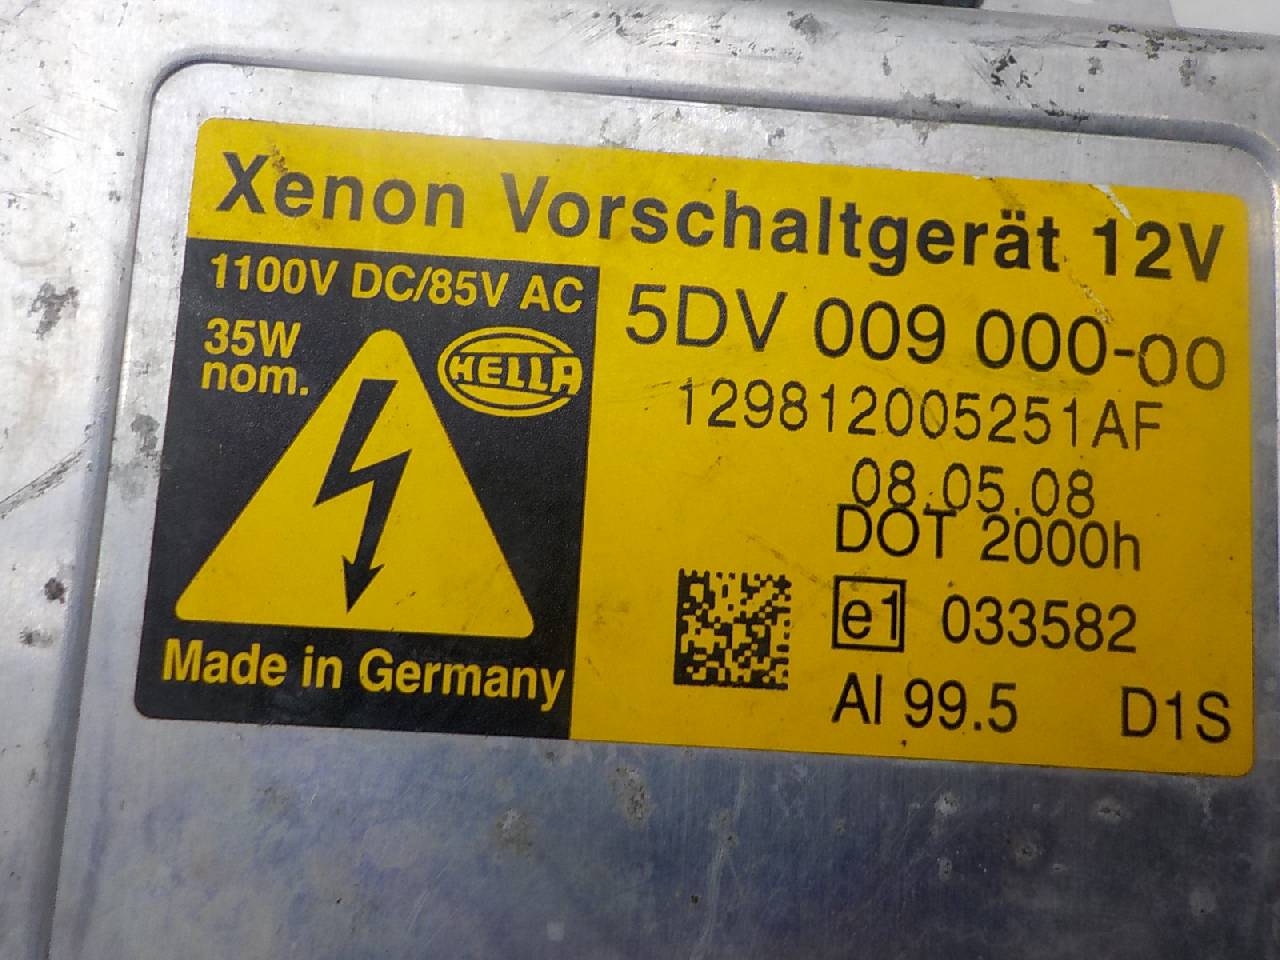 Xenon Vorschaltgerät 12V
1100V DC/85V AC
35W
nom.
HELLA
Made in Germany
5DV 009 000-00
129812005251AF
08.05.08
DOT 2000h
e1 033582
Al 99.5 D1S